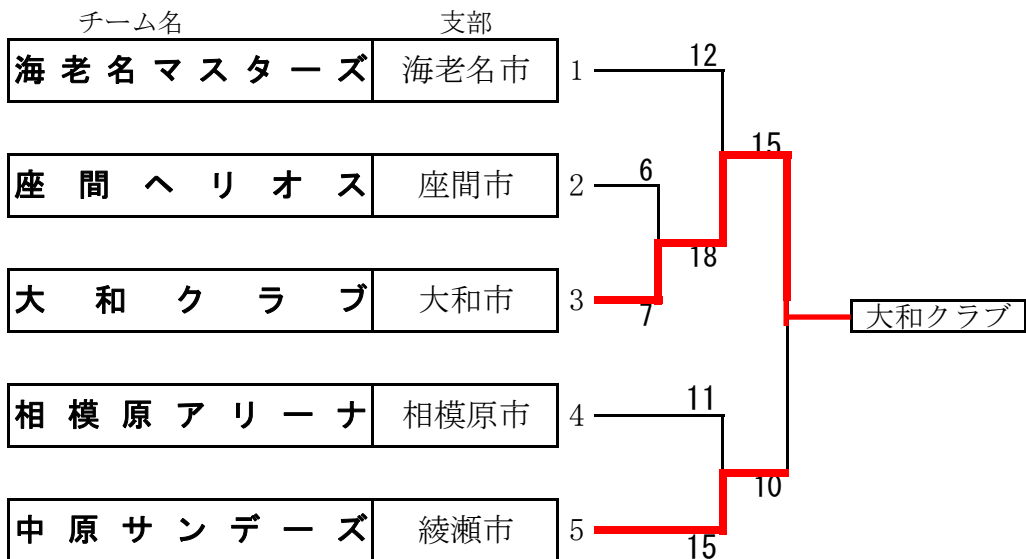 チーム名 支部
海老名マスターズ 海老名市 1 12
15
座間ヘリオス 座間市 2 6
18
大和クラブ 大和市 3 7
大和クラブ
相模原アリーナ 相模原市 4 11
10
中原サンデーズ 綾瀬市 5 15